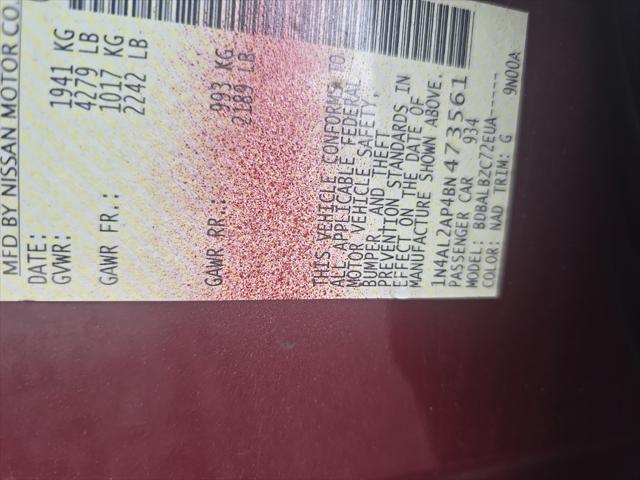 MFD BY NISSAN MOTOR CO
DATE:
GVWR: 1941 KG
4279 LB
GAWR FR.: 1017 KG
2242 LB
GAWR RR.: 993 KG
2189 LB
THIS VEHICLE CONFORMS TO
ALL APPLICABLE FEDERAL
MOTOR VEHICLE SAFETY,
BUMPER AND THEFT
PREVENTION STANDARDS IN
EFFECT ON THE DATE OF
MANUFACTURE SHOWN ABOVE.
1N4AL2AP4BN473561
PASSENGER CAR 934
MODEL: BDBALBZC72EUA-----
COLOR: NAD TRIM: G 9N00A